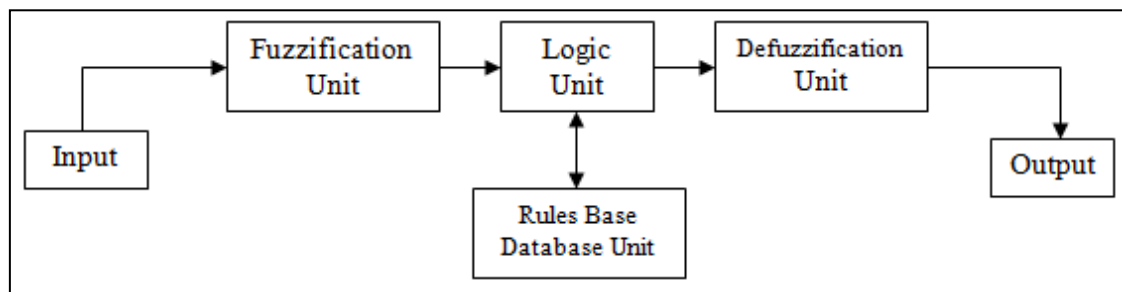 Fuzzification
Unit
Logic
Unit
Defuzzification
Unit
Input
Output
Rules Base
Database Unit